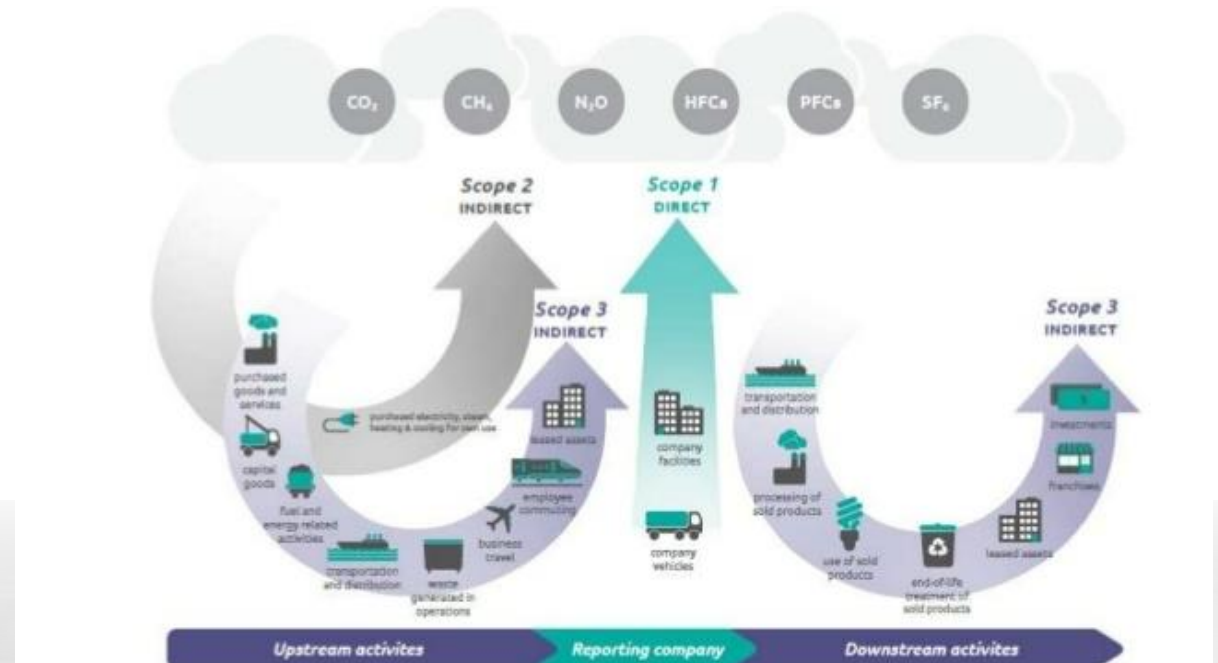 CO₂
CH₄
N₂O
HFCs
PFCs
SF₆
Scope 2
INDIRECT
Scope 1
DIRECT
Scope 3
INDIRECT
Scope 3
INDIRECT
purchased
goods and
services
capital
goods
fuel and
energy related
activities
transportation
and distribution
waste
generated in
operations
business
travel
employee
commuting
leased assets
purchased electricity, steam,
heating & cooling for own use
company
facilities
company
vehicles
transportation
and distribution
processing of
sold products
use of sold
products
end-of-life
treatment of
sold products
leased assets
franchises
investments
Upstream activites
Reporting company
Downstream activites